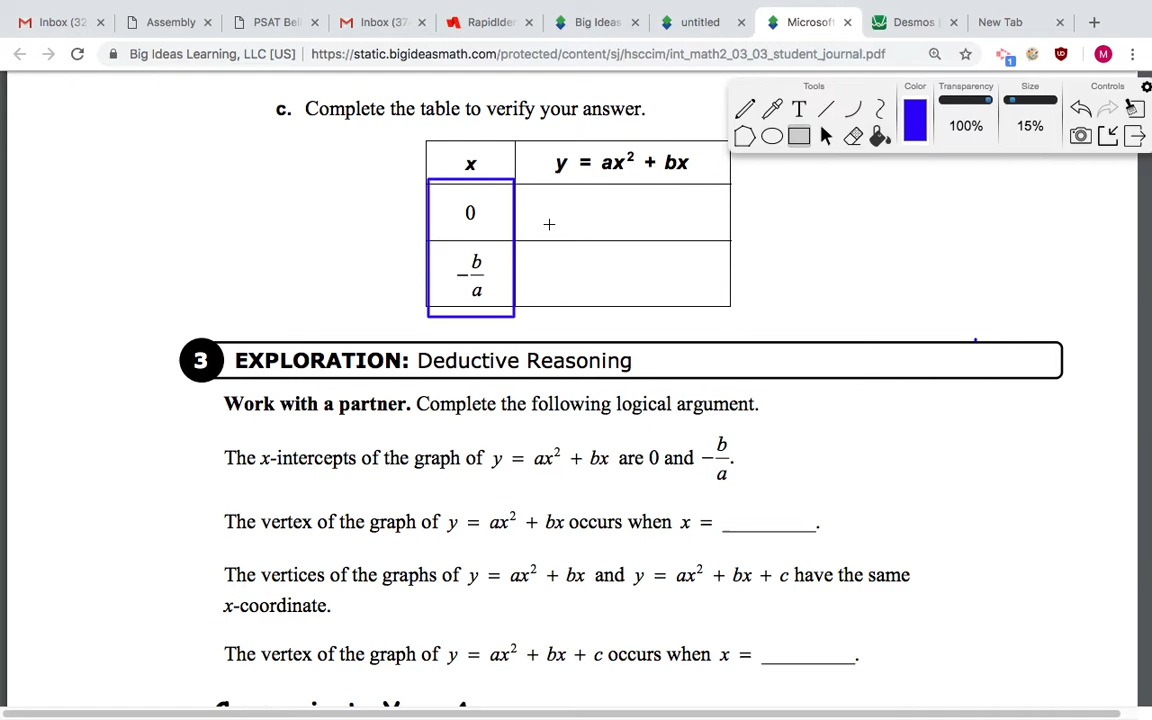 Inbox (32 Assembly PSAT Bel Inbox (37 RapidIder Big Ideas untitled Microsof Desmos New Tab
Big Ideas Learning, LLC [US] https://static.bigideasmath.com/protected/content/sj/hsccim/int_math2_03_03_student_journal.pdf 1 M
Tools Color Transparency Size Controls
T 100% 15%
c. Complete the table to verify your answer.
x y = ax² + bx
0
-b/a
3 EXPLORATION: Deductive Reasoning
Work with a partner. Complete the following logical argument.
The x-intercepts of the graph of y = ax² + bx are 0 and -b/a.
The vertex of the graph of y = ax² + bx occurs when x = ________.
The vertices of the graphs of y = ax² + bx and y = ax² + bx + c have the same
x-coordinate.
The vertex of the graph of y = ax² + bx + c occurs when x = ________.